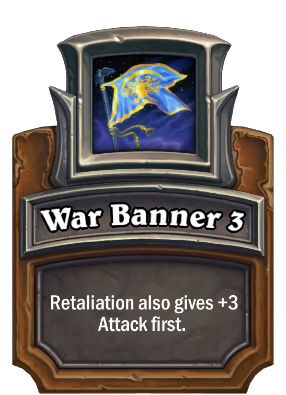 War Banner 3
Retaliation also gives +3
Attack first.